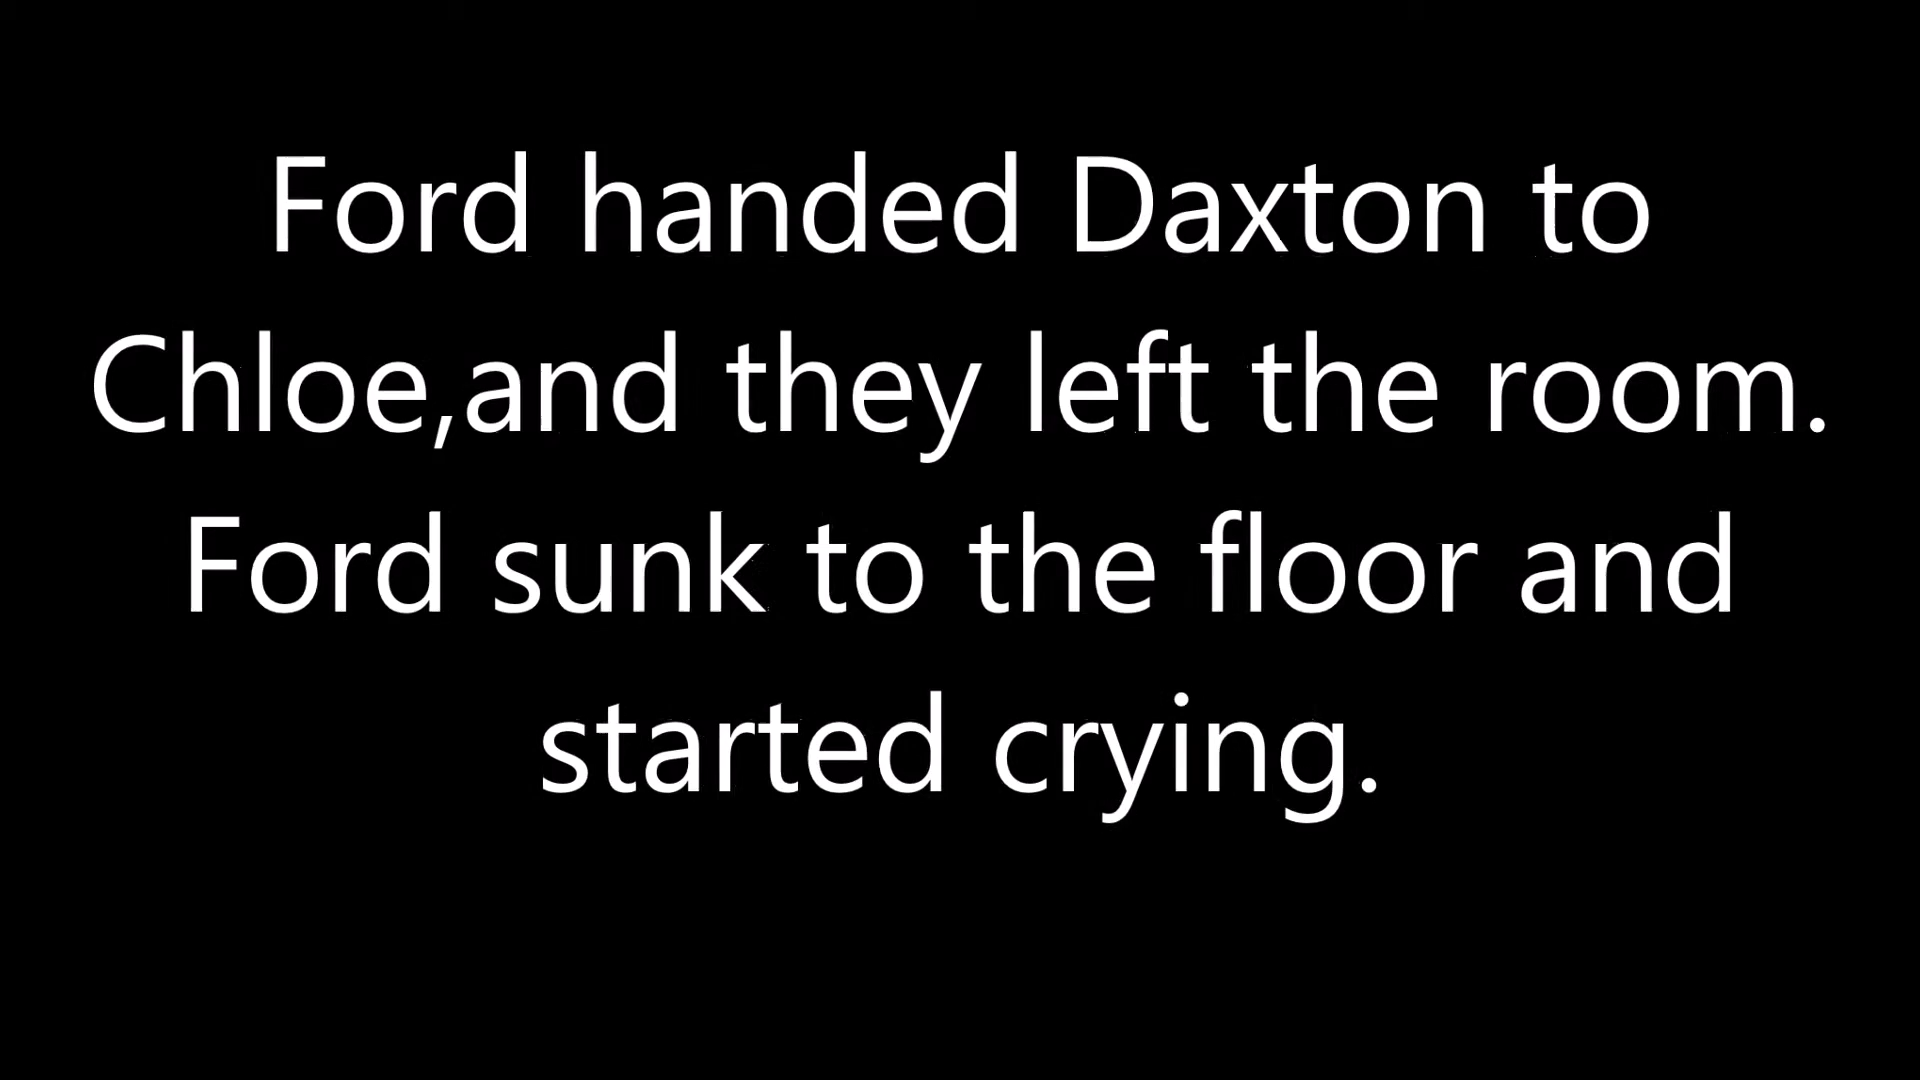 Ford handed Daxton to
Chloe,and they left the room.
Ford sunk to the floor and
started crying.